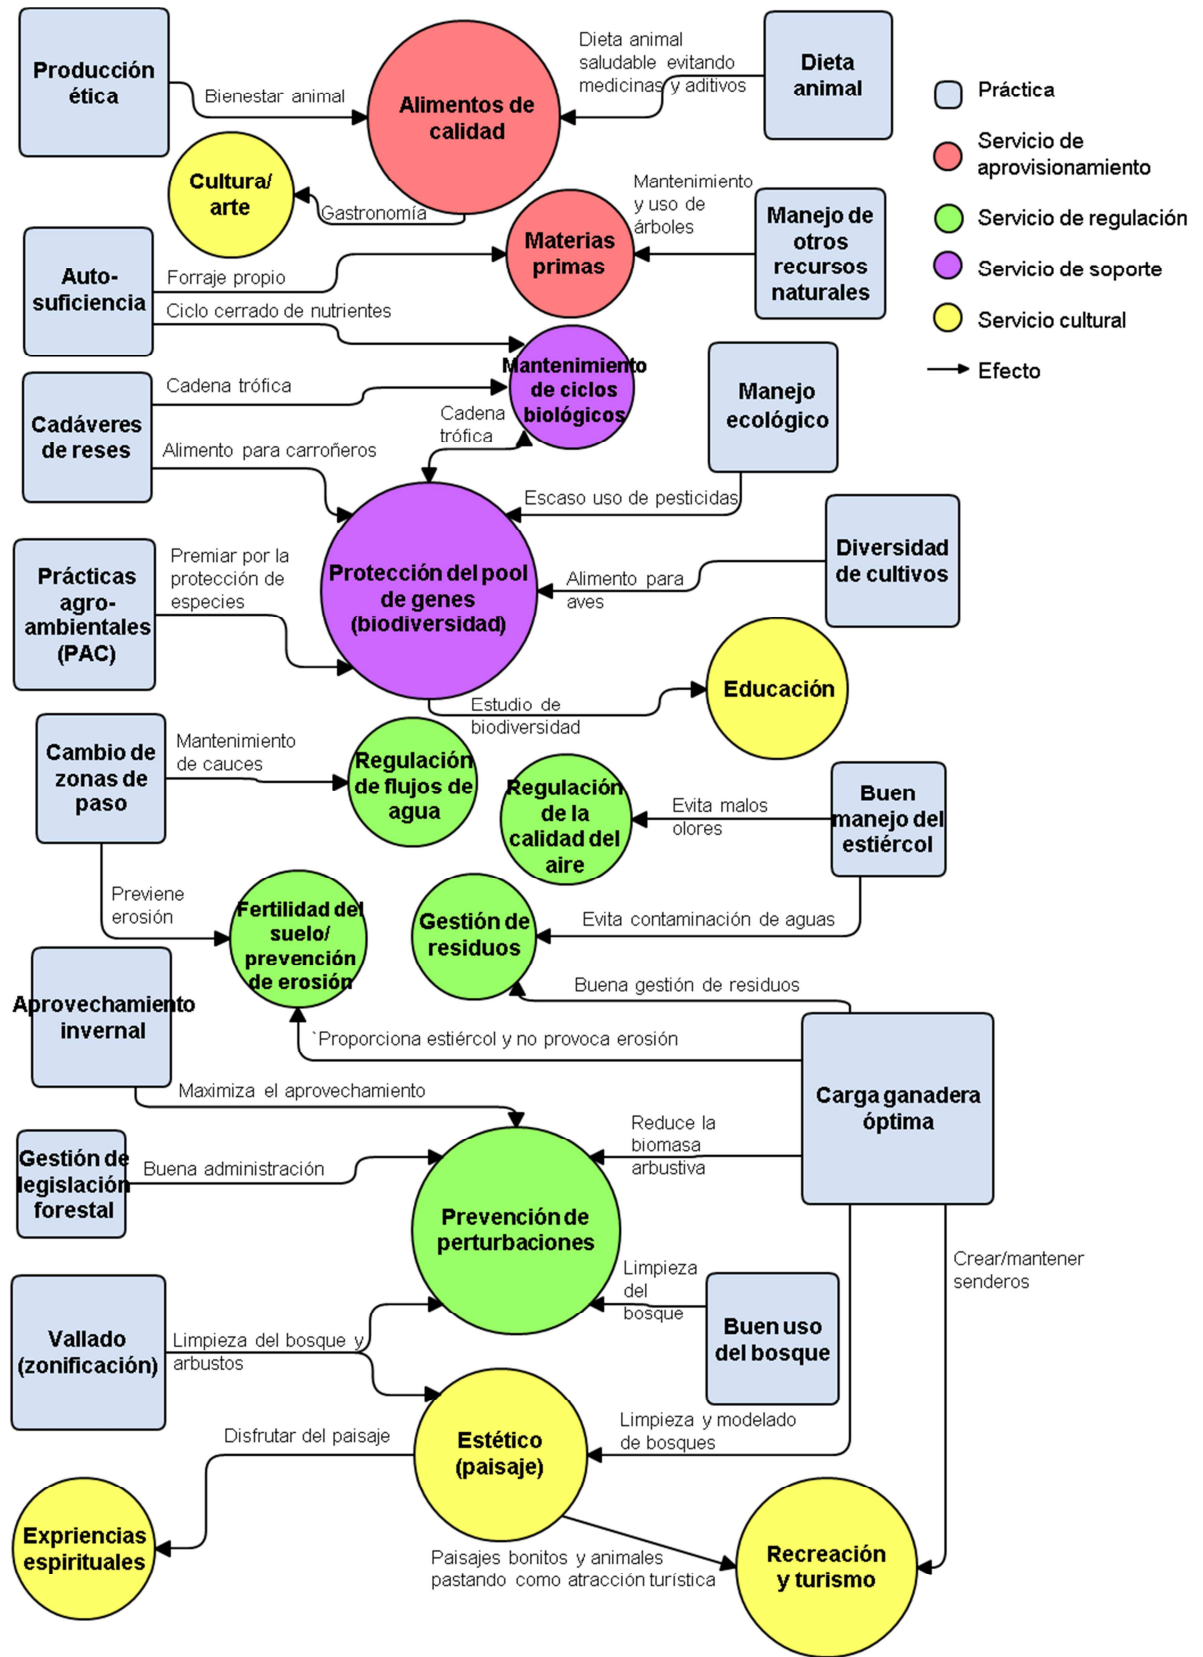 Producción
ética
Bienestar animal
Alimentos de
calidad
Dieta animal
saludable evitando
medicinas y aditivos
Dieta
animal
Práctica
Servicio de
aprovisionamiento
Servicio de regulación
Servicio de soporte
Servicio cultural
Efecto
Cultura/
arte
Gastronomía
Materias
primas
Mantenimiento
y uso de
árboles
Manejo de
otros
recursos
naturales
Auto-
suficiencia
Forraje propio
Ciclo cerrado de nutrientes
Mantenimiento
de ciclos
biológicos
Cadena trófica
Cadáveres
de reses
Alimento para carroñeros
Cadena
trófica
Manejo
ecológico
Escaso uso de pesticidas
Prácticas
agro-
ambientales
(PAC)
Premiar por la
protección de
especies
Protección del pool
de genes
(biodiversidad)
Alimento para
aves
Diversidad
de cultivos
Educación
Estudio de
biodiversidad
Cambio de
zonas de
paso
Mantenimiento
de cauces
Regulación
de flujos de
agua
Regulación
de la
calidad del
aire
Evita malos
olores
Buen
manejo del
estiércol
Previene
erosión
Fertilidad del
suelo/
prevención
de erosión
Gestión de
residuos
Evita contaminación de aguas
Buena gestión de residuos
Aprovechamiento
invernal
`Proporciona estiércol y no provoca erosión
Carga ganadera
óptima
Maximiza el aprovechamiento
Reduce la
biomasa
arbustiva
Gestión de
legislación
forestal
Buena administración
Prevención de
perturbaciones
Crear/mantener
senderos
Limpieza
del
bosque
Buen uso
del bosque
Vallado
(zonificación)
Limpieza del bosque y
arbustos
Disfrutar del paisaje
Estético
(paisaje)
Limpieza y modelado
de bosques
Expriencias
espirituales
Paisajes bonitos y animales
pastando como atracción turística
Recreación
y turismo